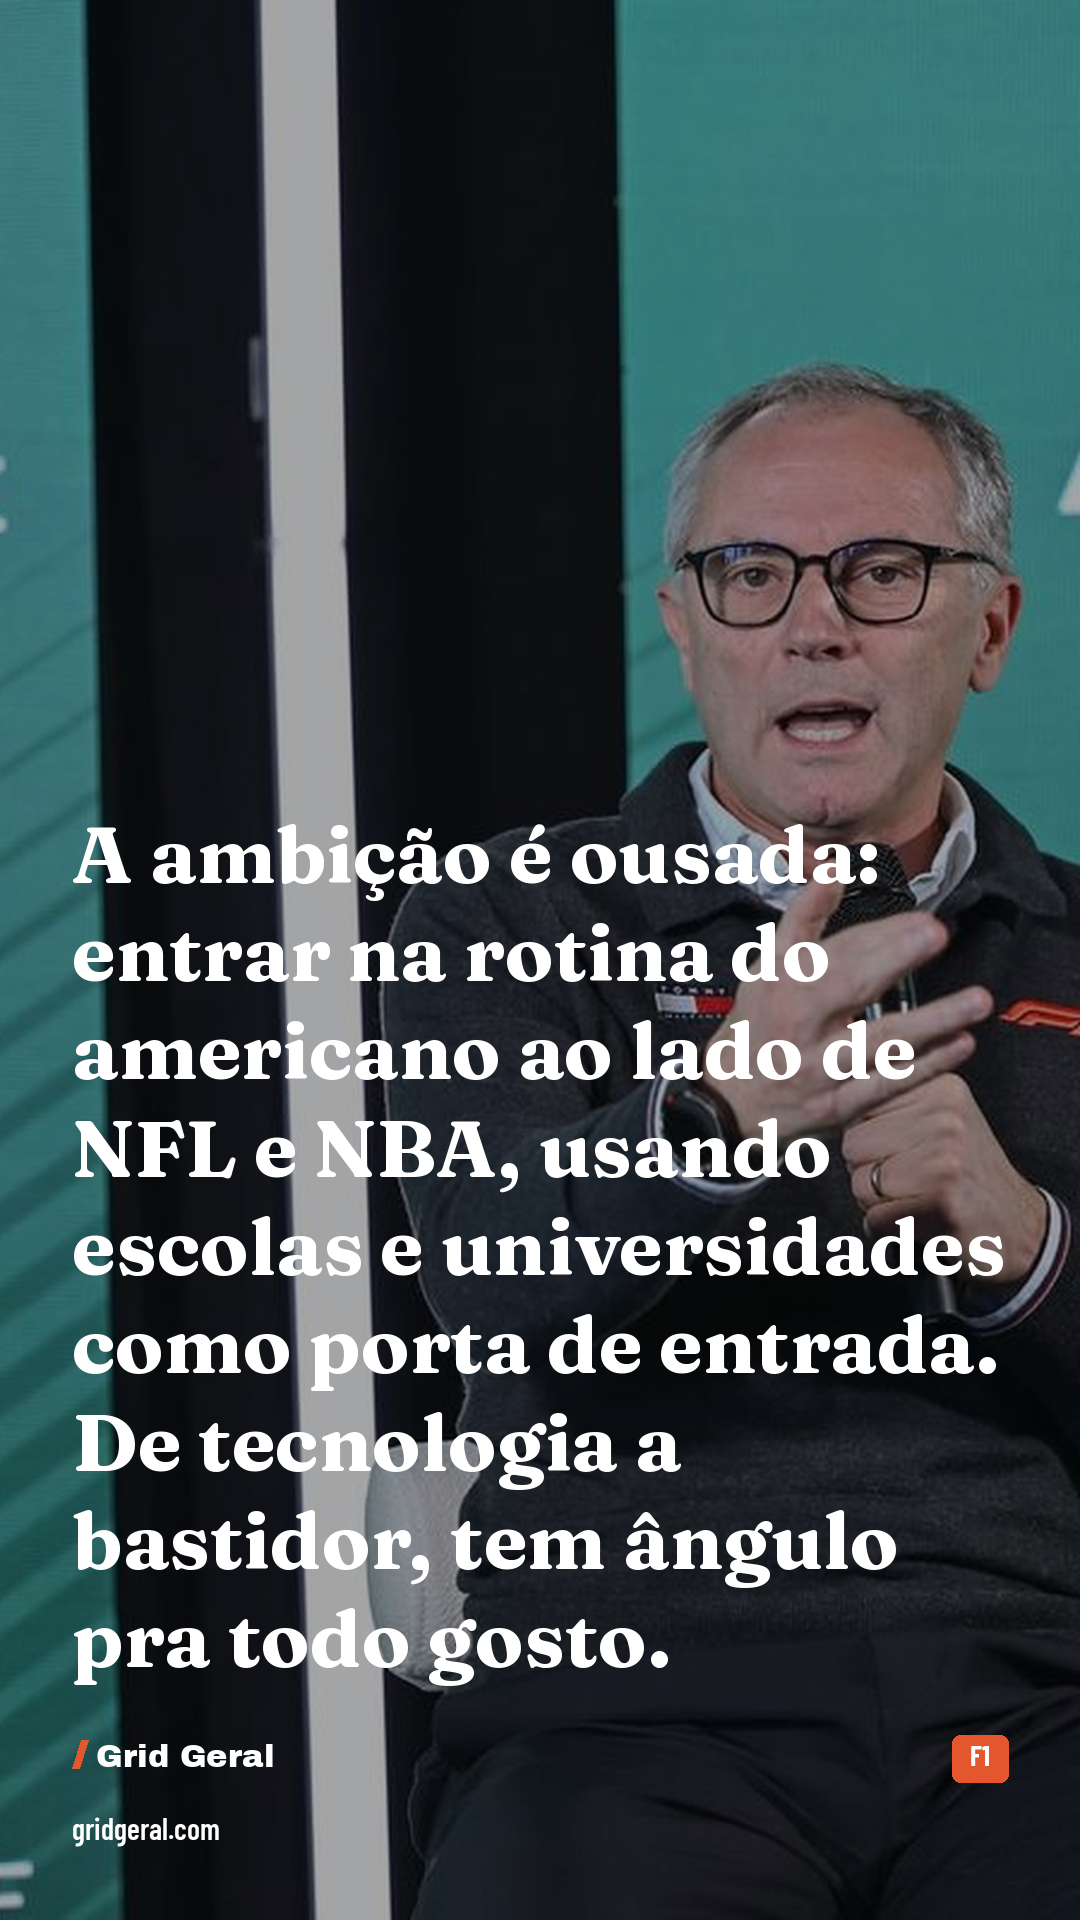 A ambição é ousada:
entrar na rotina do
americano ao lado de
NFL e NBA, usando
escolas e universidades
como porta de entrada.
De tecnologia a
bastidor, tem ângulo
pra todo gosto.
/ Grid Geral
F1
gridgeral.com